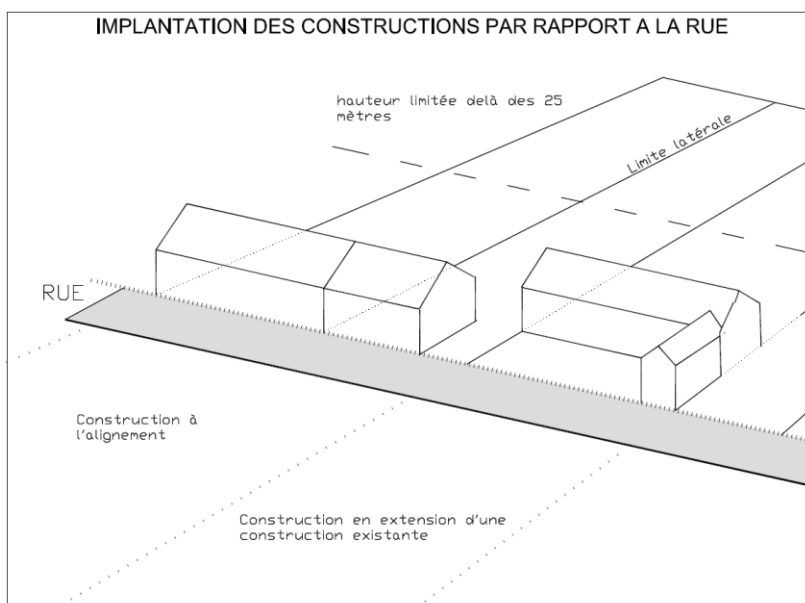 IMPLANTATION DES CONSTRUCTIONS PAR RAPPORT A LA RUE
hauteur limitée delà des 25
mètres
Limite latérale
RUE
Construction à
l'alignement
Construction en extension d'une
construction existante